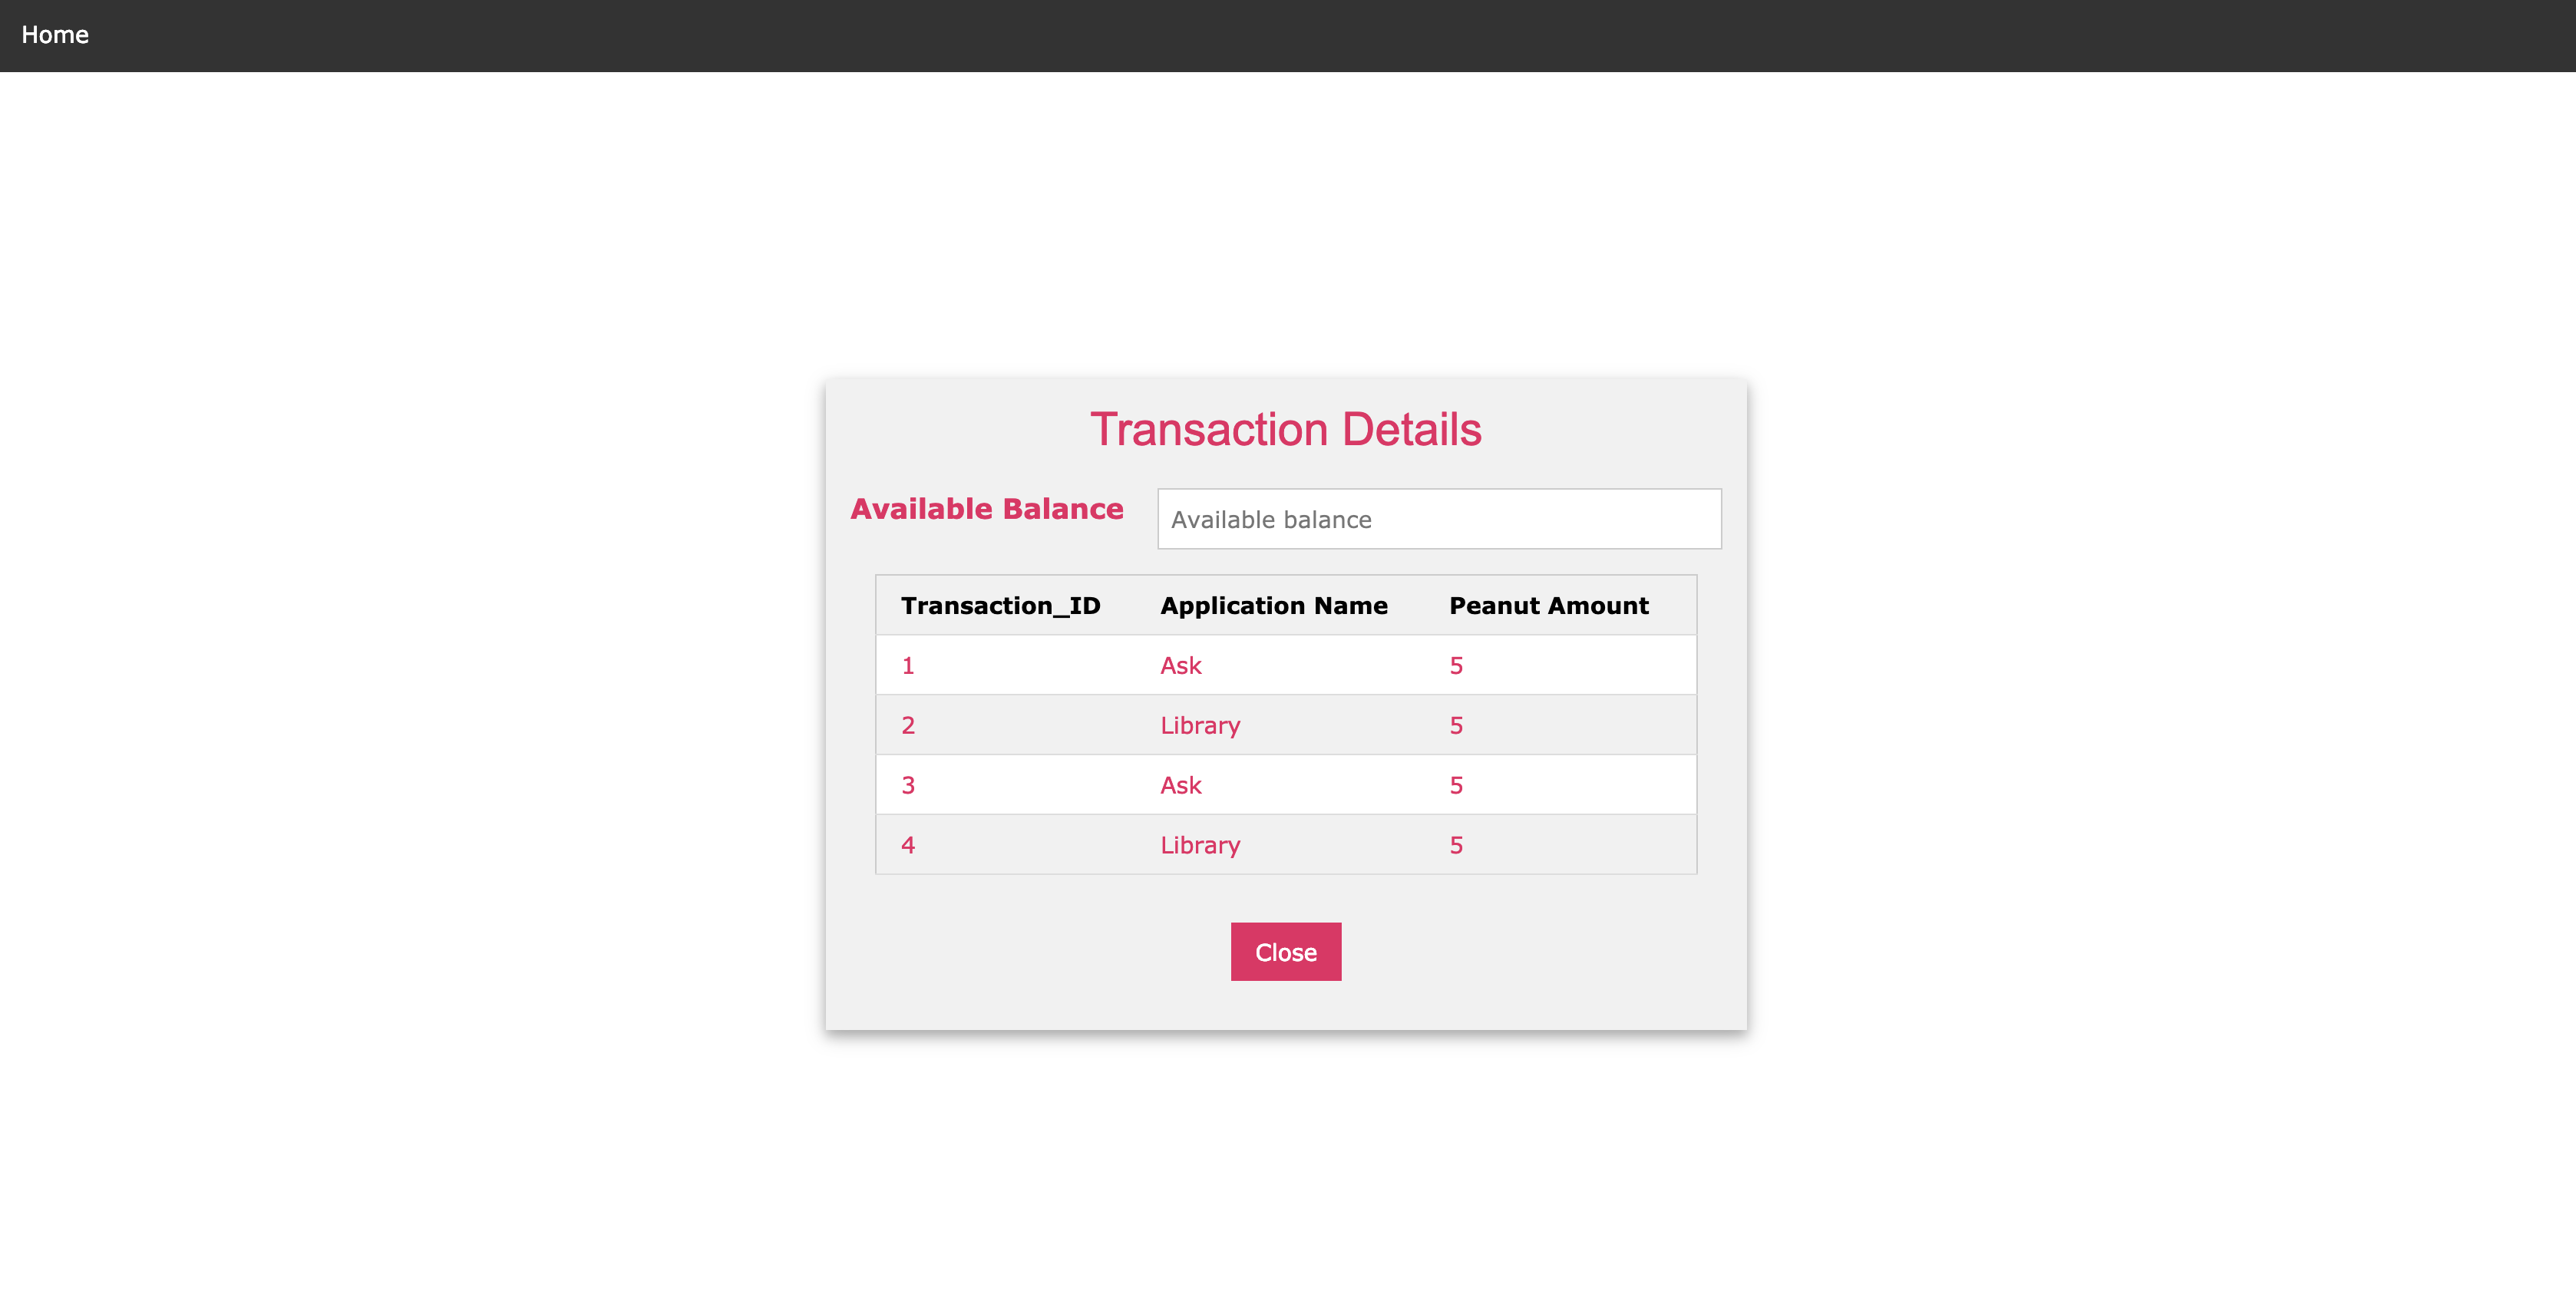 Home
Transaction Details
Available Balance Available balance
Transaction_ID Application Name Peanut Amount
1 Ask 5
2 Library 5
3 Ask 5
4 Library 5
Close